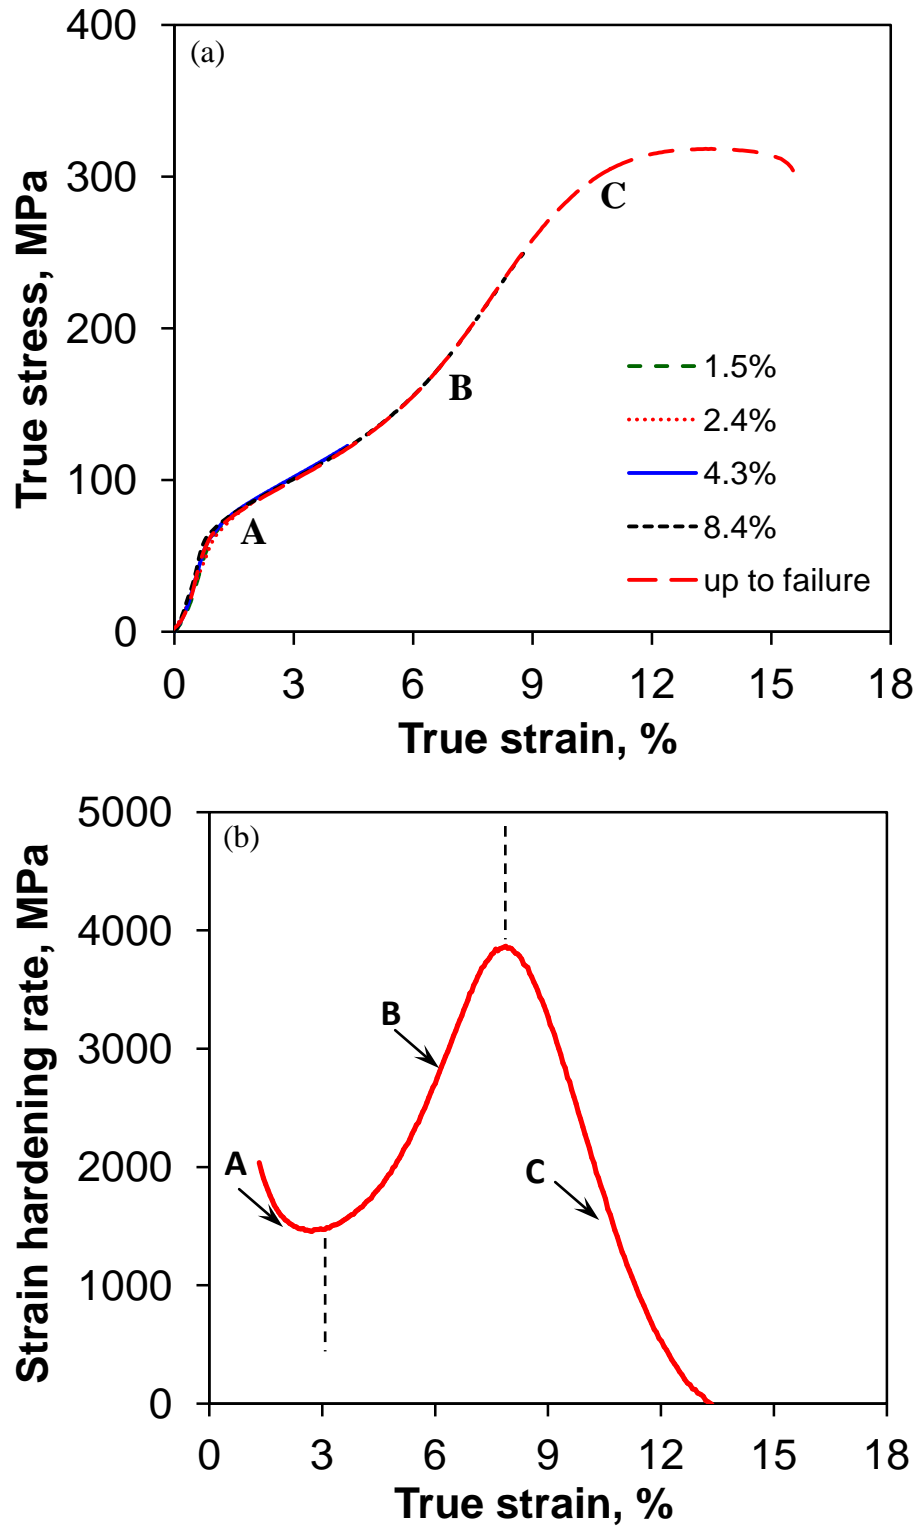 (a)
True stress, MPa
400
300
200
100
0
A
B
C
1.5%
2.4%
4.3%
8.4%
up to failure
0 3 6 9 12 15 18
True strain, %
(b)
Strain hardening rate, MPa
5000
4000
3000
2000
1000
0
A
B
C
0 3 6 9 12 15 18
True strain, %